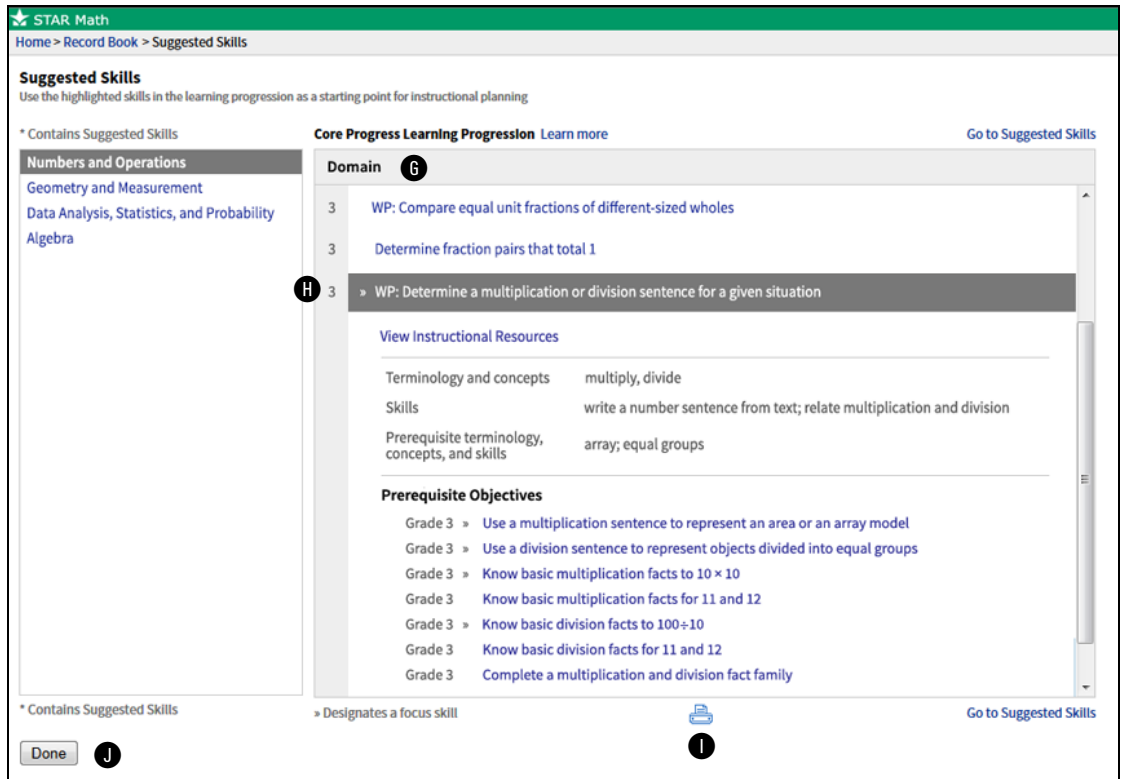 STAR Math
Home > Record Book > Suggested Skills
Suggested Skills
Use the highlighted skills in the learning progression as a starting point for instructional planning
* Contains Suggested Skills
Core Progress Learning Progression Learn more
Go to Suggested Skills
Numbers and Operations
Geometry and Measurement
Data Analysis, Statistics, and Probability
Algebra
Domain G
3 WP: Compare equal unit fractions of different-sized wholes
3 Determine fraction pairs that total 1
H 3 » WP: Determine a multiplication or division sentence for a given situation
View Instructional Resources
Terminology and concepts multiply, divide
Skills write a number sentence from text; relate multiplication and division
Prerequisite terminology,
concepts, and skills
array; equal groups
Prerequisite Objectives
Grade 3 » Use a multiplication sentence to represent an area or an array model
Grade 3 » Use a division sentence to represent objects divided into equal groups
Grade 3 » Know basic multiplication facts to 10 × 10
Grade 3 Know basic multiplication facts for 11 and 12
Grade 3 » Know basic division facts to 100÷10
Grade 3 Know basic division facts for 11 and 12
Grade 3 Complete a multiplication and division fact family
* Contains Suggested Skills
» Designates a focus skill
Go to Suggested Skills
I
Done J